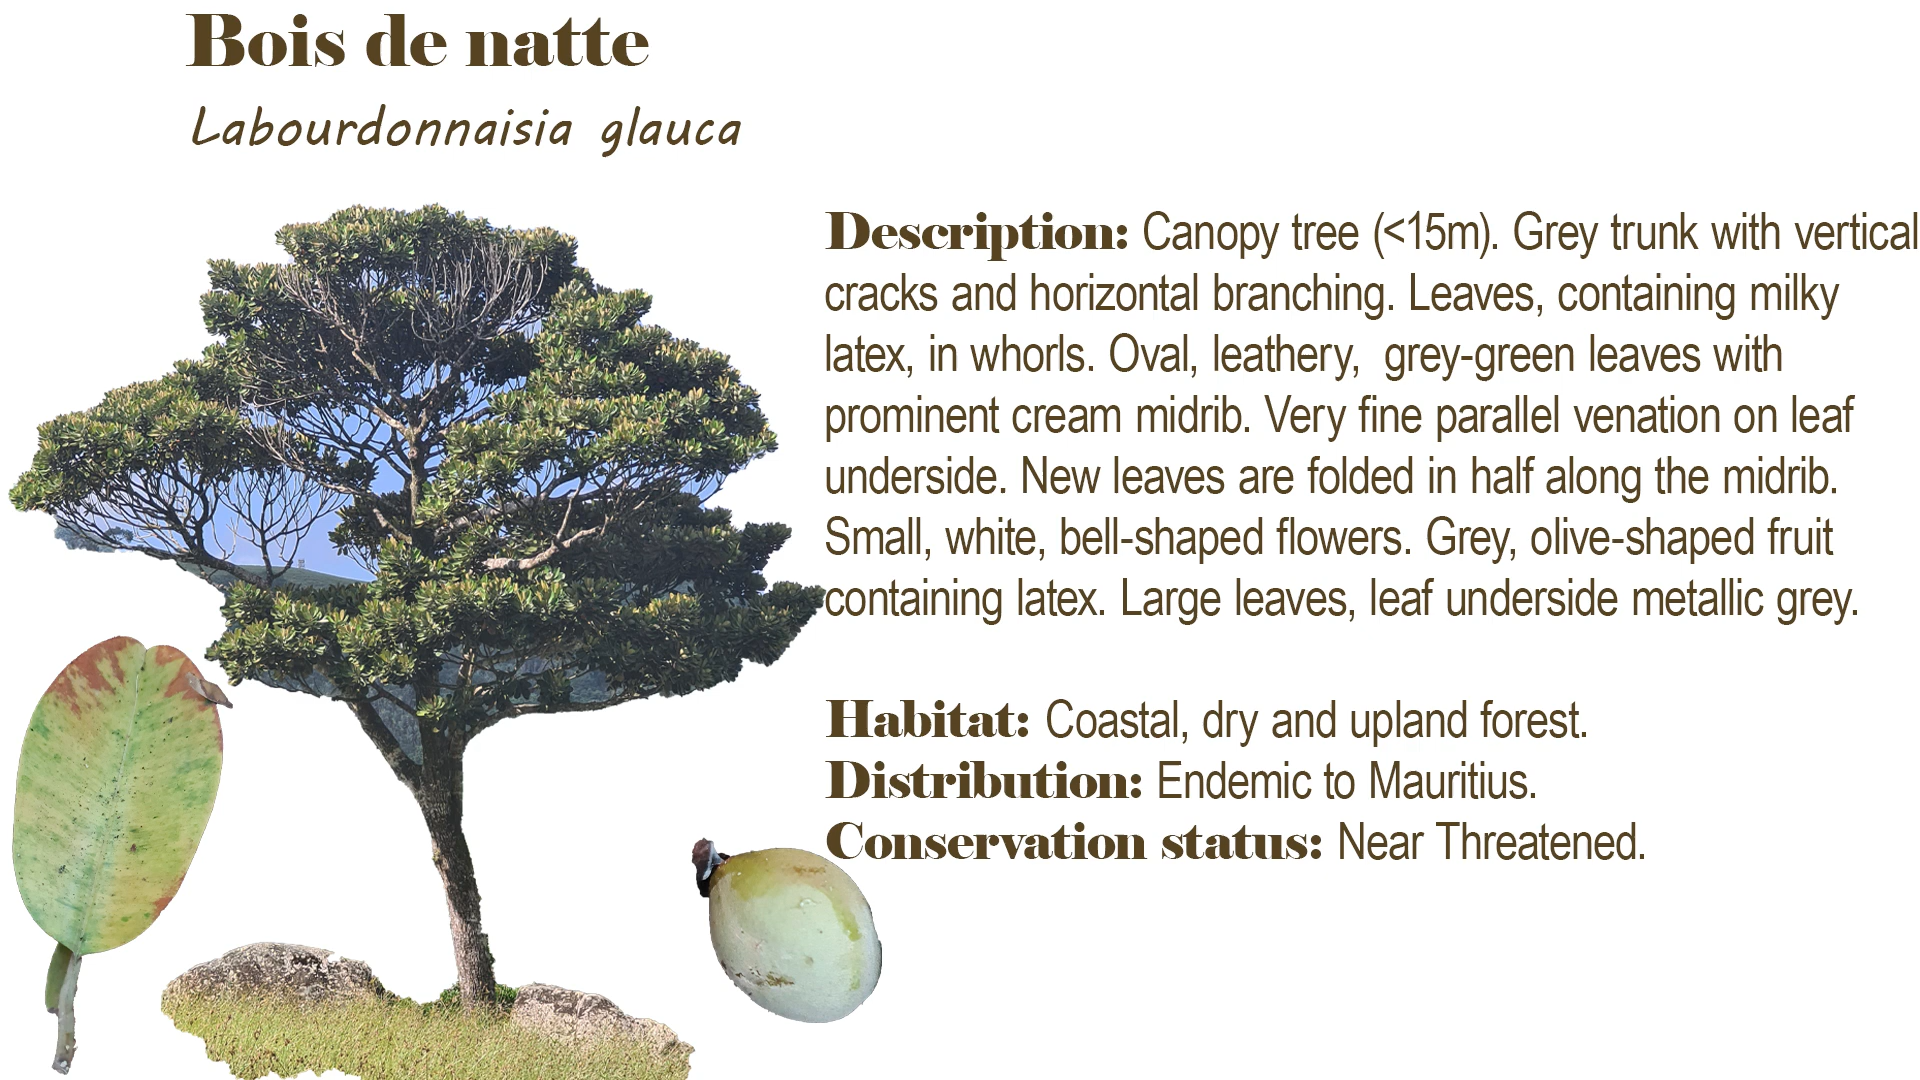 Bois de natte
Labourdonnaisia glauca
Description: Canopy tree (<15m). Grey trunk with vertical
cracks and horizontal branching. Leaves, containing milky
latex, in whorls. Oval, leathery, grey-green leaves with
prominent cream midrib. Very fine parallel venation on leaf
underside. New leaves are folded in half along the midrib.
Small, white, bell-shaped flowers. Grey, olive-shaped fruit
containing latex. Large leaves, leaf underside metallic grey.
Habitat: Coastal, dry and upland forest.
Distribution: Endemic to Mauritius.
Conservation status: Near Threatened.